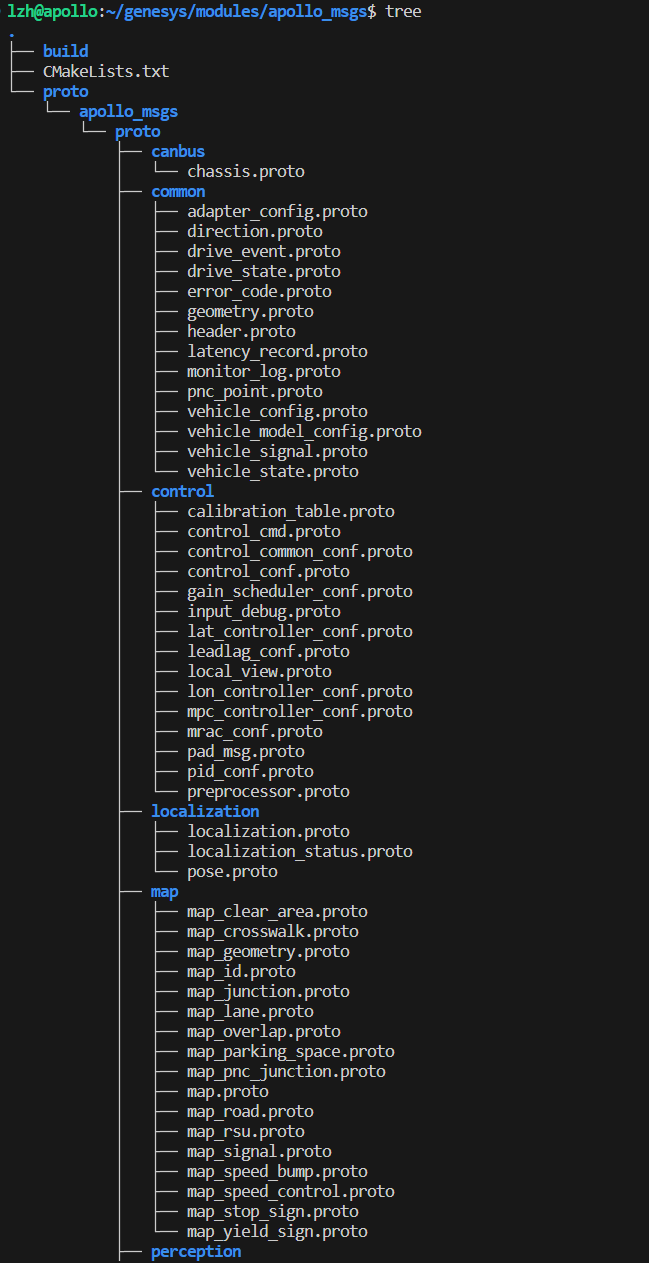 lzh@apollo:~/genesys/modules/apollo_msgs$ tree
.
├── build
├── CMakeLists.txt
└── proto
    └── apollo_msgs
        └── proto
            ├── canbus
            │   └── chassis.proto
            ├── common
            │   ├── adapter_config.proto
            │   ├── direction.proto
            │   ├── drive_event.proto
            │   ├── drive_state.proto
            │   ├── error_code.proto
            │   ├── geometry.proto
            │   ├── header.proto
            │   ├── latency_record.proto
            │   ├── monitor_log.proto
            │   ├── pnc_point.proto
            │   ├── vehicle_config.proto
            │   ├── vehicle_model_config.proto
            │   ├── vehicle_signal.proto
            │   └── vehicle_state.proto
            ├── control
            │   ├── calibration_table.proto
            │   ├── control_cmd.proto
            │   ├── control_common_conf.proto
            │   ├── control_conf.proto
            │   ├── gain_scheduler_conf.proto
            │   ├── input_debug.proto
            │   ├── lat_controller_conf.proto
            │   ├── leadlag_conf.proto
            │   ├── local_view.proto
            │   ├── lon_controller_conf.proto
            │   ├── mpc_controller_conf.proto
            │   ├── mrac_conf.proto
            │   ├── pad_msg.proto
            │   ├── pid_conf.proto
            │   └── preprocessor.proto
            ├── localization
            │   ├── localization.proto
            │   ├── localization_status.proto
            │   └── pose.proto
            ├── map
            │   ├── map_clear_area.proto
            │   ├── map_crosswalk.proto
            │   ├── map_geometry.proto
            │   ├── map_id.proto
            │   ├── map_junction.proto
            │   ├── map_lane.proto
            │   ├── map_overlap.proto
            │   ├── map_parking_space.proto
            │   ├── map_pnc_junction.proto
            │   ├── map.proto
            │   ├── map_road.proto
            │   ├── map_rsu.proto
            │   ├── map_signal.proto
            │   ├── map_speed_bump.proto
            │   ├── map_speed_control.proto
            │   ├── map_stop_sign.proto
            │   └── map_yield_sign.proto
            ├── perception